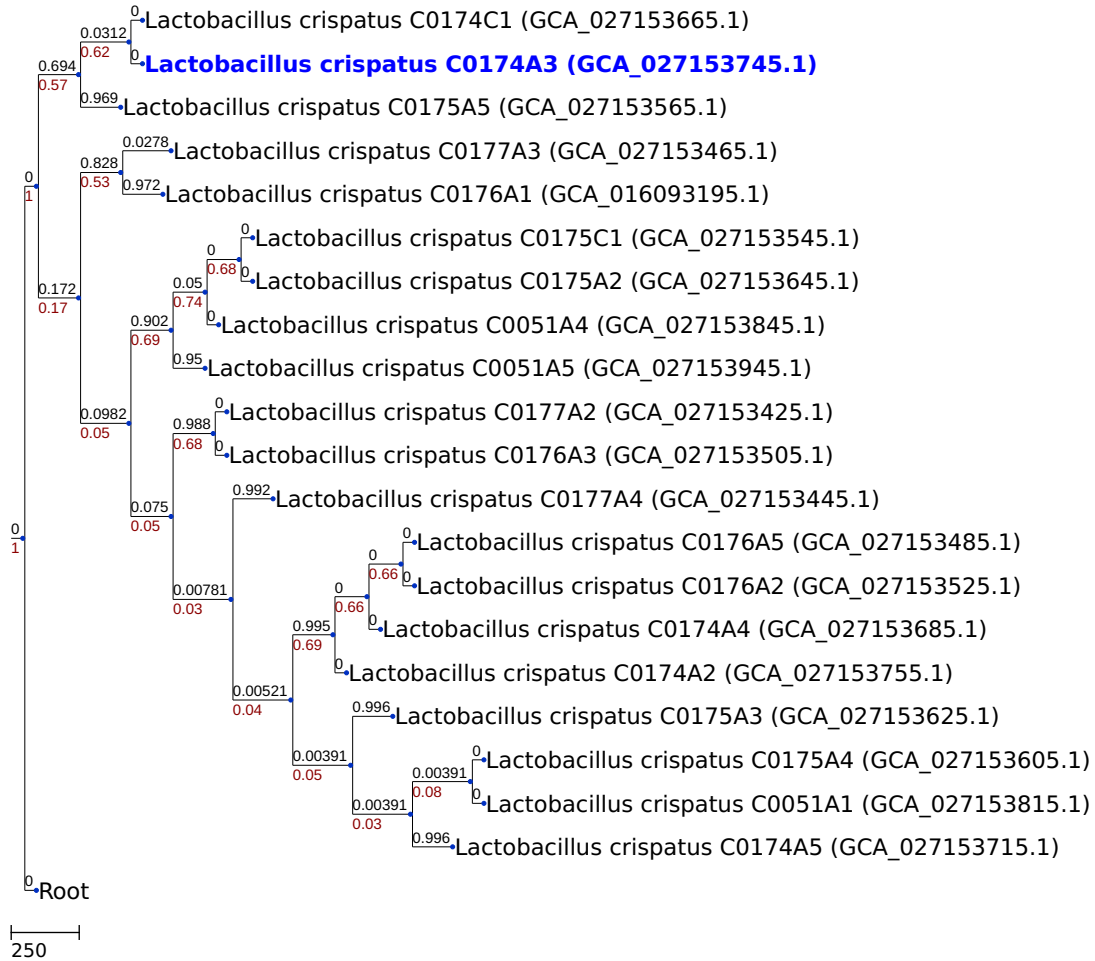 0
Lactobacillus crispatus C0174C1 (GCA_027153665.1)
0.0312
0.62
0
Lactobacillus crispatus C0174A3 (GCA_027153745.1)
0.694
0.57
0.969
Lactobacillus crispatus C0175A5 (GCA_027153565.1)
0.0278
Lactobacillus crispatus C0177A3 (GCA_027153465.1)
0.828
0.53
0.972
Lactobacillus crispatus C0176A1 (GCA_016093195.1)
0
1
0
Lactobacillus crispatus C0175C1 (GCA_027153545.1)
0
0.68
0
Lactobacillus crispatus C0175A2 (GCA_027153645.1)
0.05
0.74
0
Lactobacillus crispatus C0051A4 (GCA_027153845.1)
0.172
0.17
0.902
0.69
0.95
Lactobacillus crispatus C0051A5 (GCA_027153945.1)
0
Lactobacillus crispatus C0177A2 (GCA_027153425.1)
0.0982
0.05
0.988
0.68
0
Lactobacillus crispatus C0176A3 (GCA_027153505.1)
0.992
Lactobacillus crispatus C0177A4 (GCA_027153445.1)
0.075
0.05
0
1
0
Lactobacillus crispatus C0176A5 (GCA_027153485.1)
0
0.66
0
Lactobacillus crispatus C0176A2 (GCA_027153525.1)
0.00781
0.03
0
0.66
0
Lactobacillus crispatus C0174A4 (GCA_027153685.1)
0.995
0.69
0
Lactobacillus crispatus C0174A2 (GCA_027153755.1)
0.00521
0.04
0.996
Lactobacillus crispatus C0175A3 (GCA_027153625.1)
0.00391
0.05
0
Lactobacillus crispatus C0175A4 (GCA_027153605.1)
0.00391
0.08
0
Lactobacillus crispatus C0051A1 (GCA_027153815.1)
0.00391
0.03
0.996
Lactobacillus crispatus C0174A5 (GCA_027153715.1)
0
Root
250